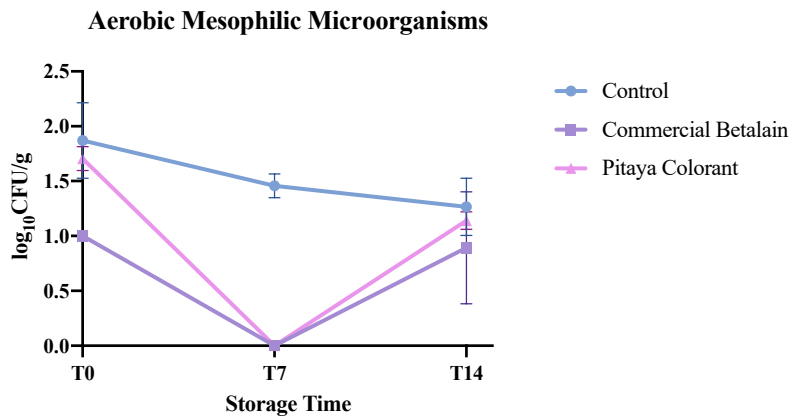 Aerobic Mesophilic Microorganisms
log₁₀CFU/g
2.5
2.0
1.5
1.0
0.5
0.0
T0 T7 T14
Storage Time
Control
Commercial Betalain
Pitaya Colorant